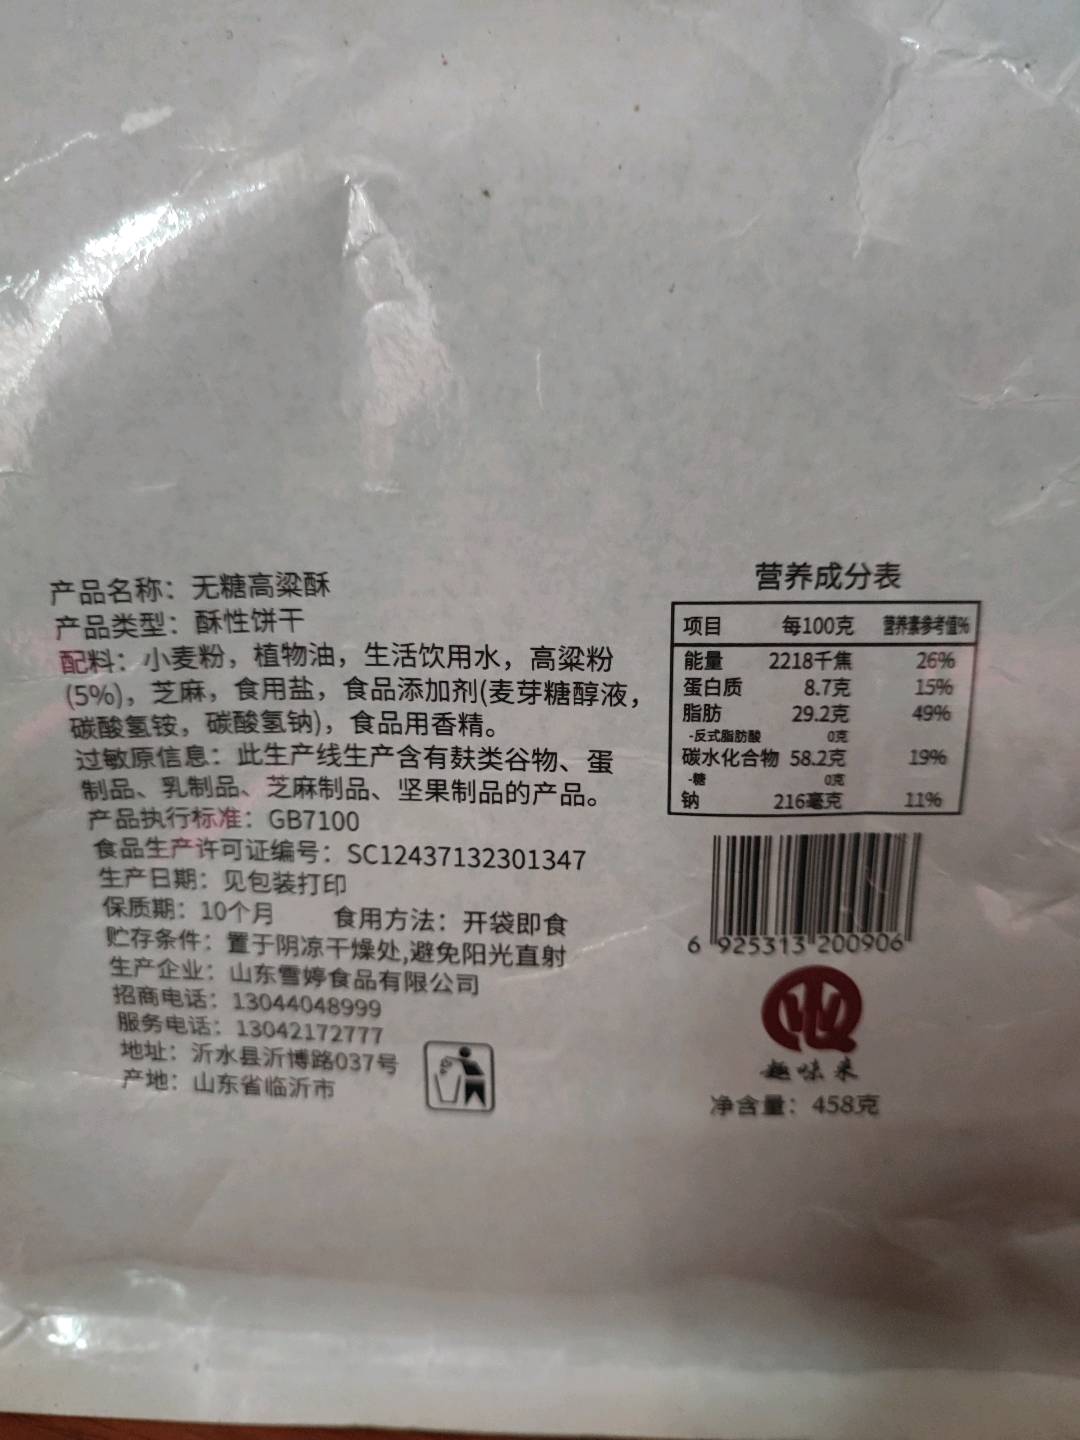 产品名称：无糖高粱酥
产品类型：酥性饼干
配料：小麦粉，植物油，生活饮用水，高粱粉
(5%)，芝麻，食用盐，食品添加剂(麦芽糖醇液，
碳酸氢铵，碳酸氢钠)，食品用香精。
过敏原信息：此生产线生产含有麸类谷物、蛋
制品、乳制品、芝麻制品、坚果制品的产品。
产品执行标准：GB7100
食品生产许可证编号：SC12437132301347
生产日期：见包装打印
保质期：10个月 食用方法：开袋即食
贮存条件：置于阴凉干燥处,避免阳光直射
生产企业：山东雪婷食品有限公司
招商电话：13044048999
服务电话：13042172777
地址：沂水县沂博路037号
产地：山东省临沂市
营养成分表
项目 每100克 营养素参考值%
能量 2218千焦 26%
蛋白质 8.7克 15%
脂肪 29.2克 49%
-反式脂肪酸 0克
碳水化合物 58.2克 19%
-糖 0克
钠 216毫克 11%
6 925313 200906
趣味来
净含量：458克